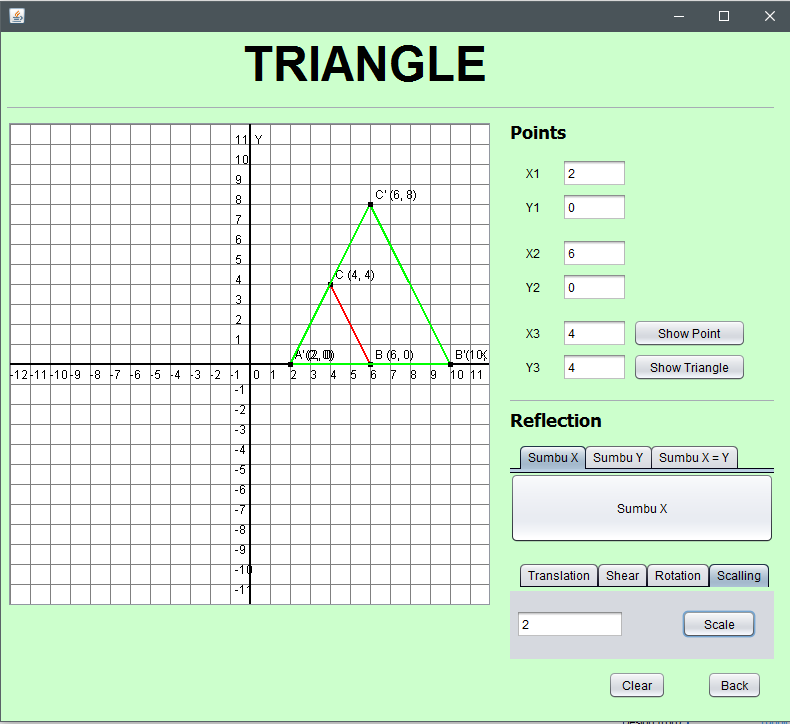 TRIANGLE
Points
X1 2
Y1 0
X2 6
Y2 0
X3 4 Show Point
Y3 4 Show Triangle
Reflection
Sumbu X Sumbu Y Sumbu X = Y
Sumbu X
Translation Shear Rotation Scalling
2 Scale
Clear Back
11 Y
10
9
8 C' (6, 8)
7
6
5
4 C (4, 4)
3
2
1
B (6, 0) B' (10,
-12 -11 -10 -9 -8 -7 -6 -5 -4 -3 -2 -1 0 1 2 3 4 5 6 7 8 9 10 11
-1
-2
-3
-4
-5
-6
-7
-8
-9
-10